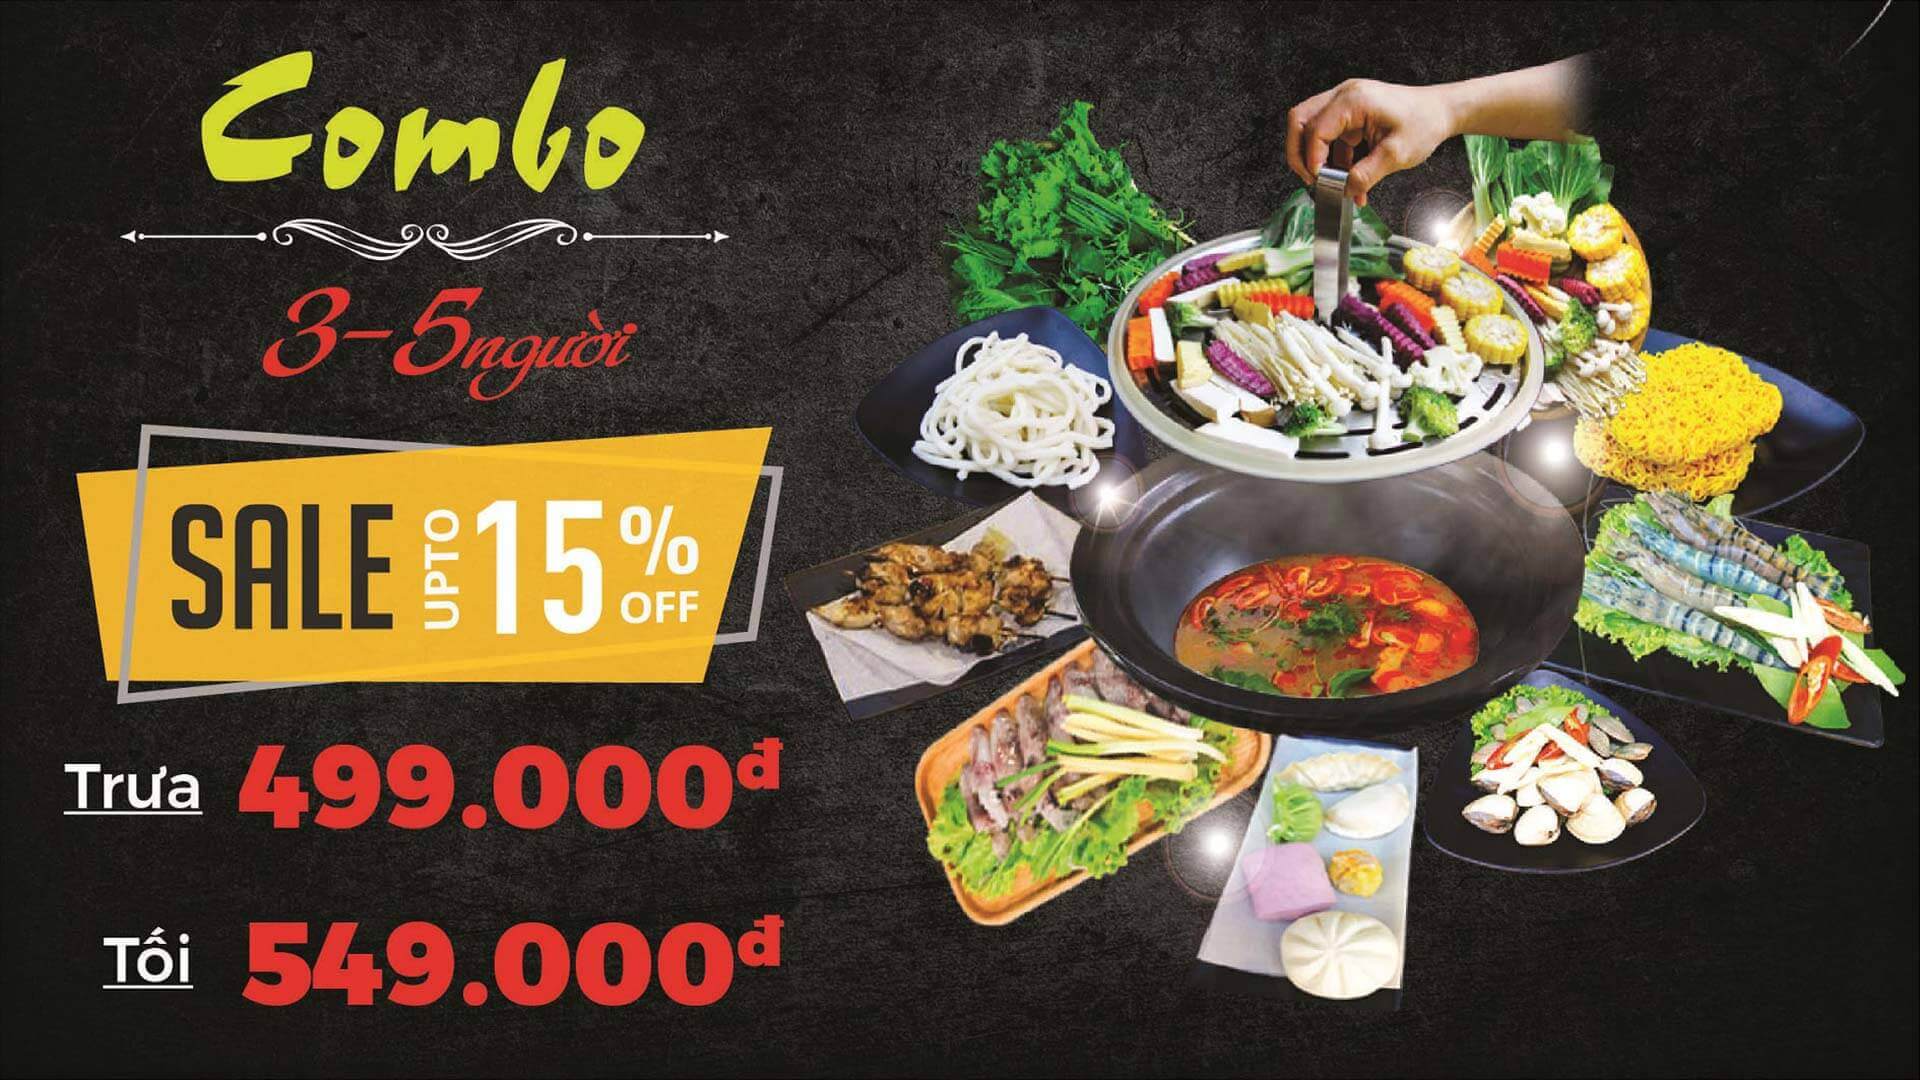 Combo
3-5 người
SALE UPTO 15% OFF
Trưa 499.000đ
Tối 549.000đ